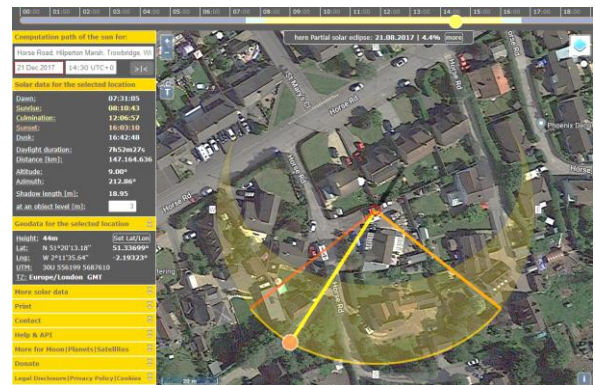 00:00 01:00 02:00 03:00 04:00 05:00 06:00 07:00 08:00 09:00 10:00 11:00 12:00 13:00 14:00 15:00 16:00 17:00 18:00
Computation path of the sun for:
Horse Road, Hilperton Marsh, Trowbridge, Wi
21 Dec 2017 14:30 UTC+0 >|<
Solar data for the selected location
Dawn: 07:31:05
Sunrise: 08:10:43
Culmination: 12:06:57
Sunset: 16:03:10
Dusk: 16:42:48
Daylight duration: 7h52m27s
Distance [km]: 147.164.636
Altitude: 9.00°
Azimuth: 212.86°
Shadow length [m]: 18.95
at an object level [m]: 3
Geodata for the selected location
Height: 44m Set Lat/Lon
Lat: N 51°20'13.18'' 51.33699°
Lng: W 2°11'35.64'' -2.19323°
UTM: 30U 556199 5687610
TZ: Europe/London GMT
More solar data
Print
Contact
Help & API
More for Moon|Planets|Satellites
Donate
Legal Disclosure|Privacy Policy|Cookies
here Partial solar eclipse: 21.08.2017 | 4.4% more
+
T
St Mary's Cl
Horse Rd
Horse Rd
Horse Rd
Horse Rd
Phoenix
Horse Rd
Horse
Horse Rd
tering
20 m
i